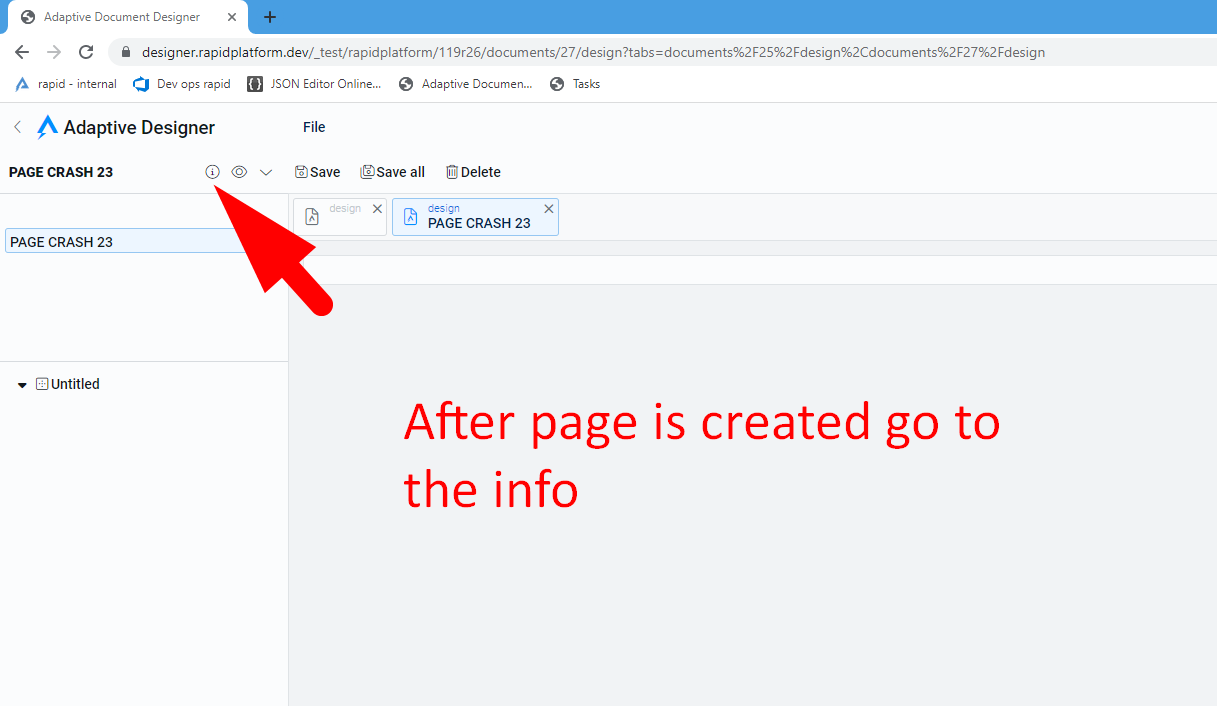 Adaptive Document Designer
designer.rapidplatform.dev/_test/rapidplatform/119r26/documents/27/design?tabs=documents%2F25%2Fdesign%2Cdocuments%2F27%2Fdesign
rapid - internal
Dev ops rapid
JSON Editor Online...
Adaptive Documen...
Tasks
Adaptive Designer
File
PAGE CRASH 23
Save
Save all
Delete
design
design
PAGE CRASH 23
PAGE CRASH 23
Untitled
After page is created go to
the info